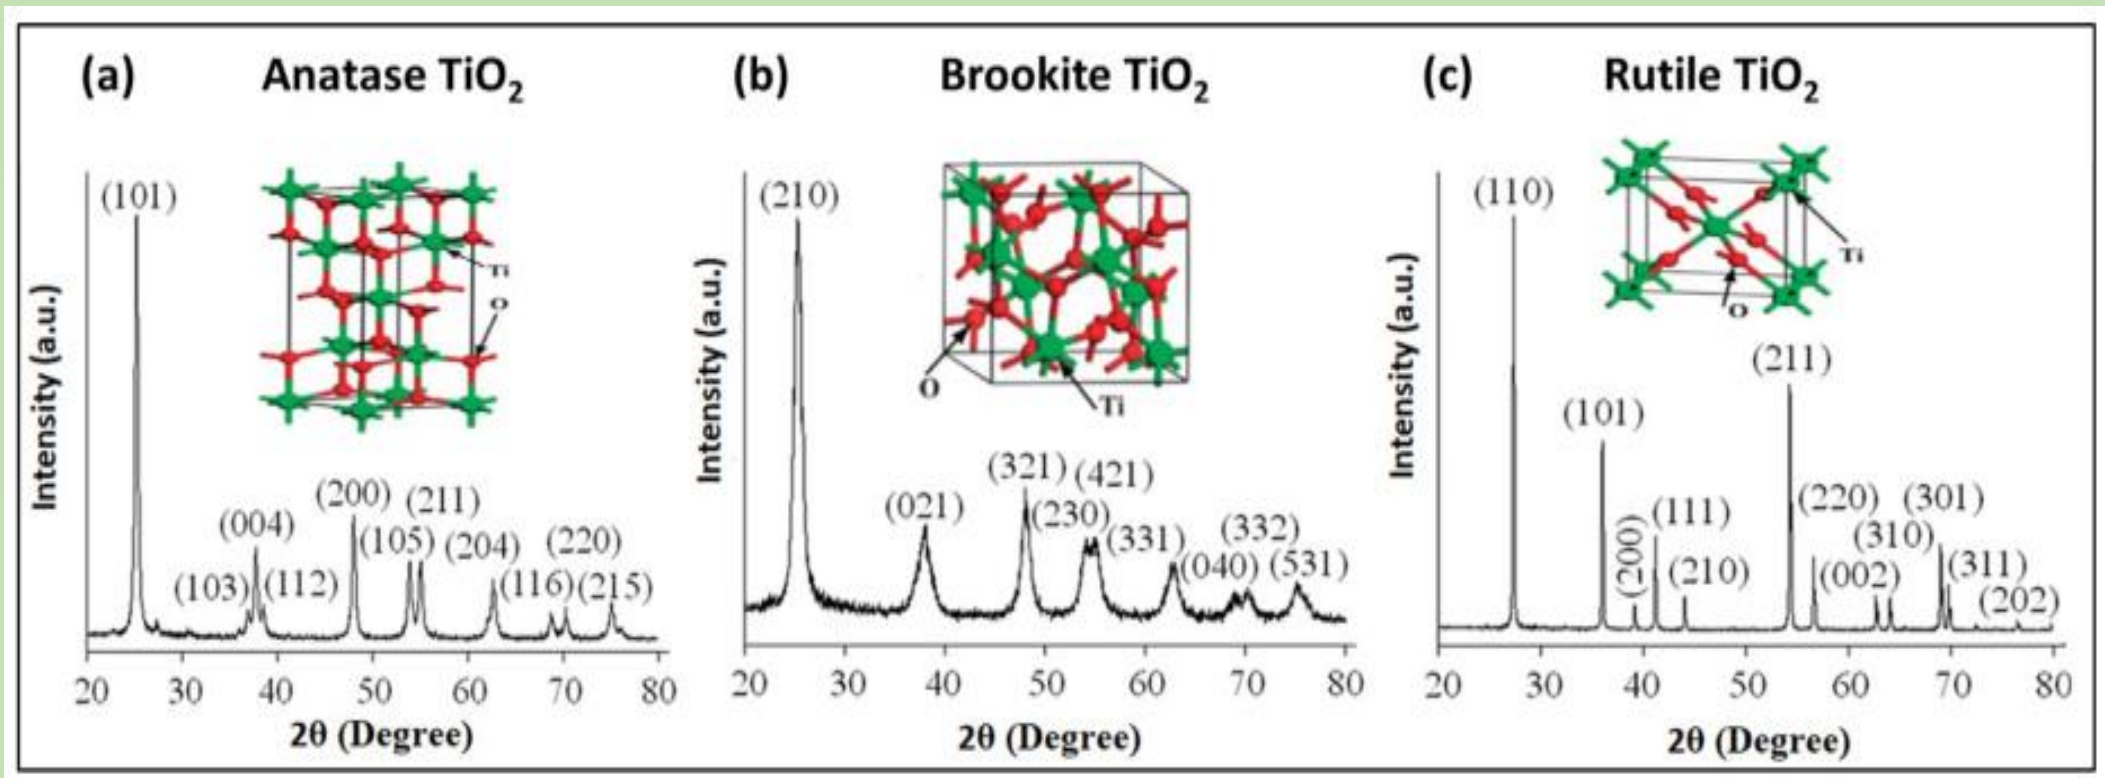 (a) Anatase TiO₂
(101)
Ti
O
(200)
(211)
(004)
(105)
(204)
(220)
(103)
(112)
(116)
(215)
Intensity (a.u.)
20 30 40 50 60 70 80
2θ (Degree)
(b) Brookite TiO₂
(210)
O
Ti
(321)
(421)
(021)
(230)
(331)
(332)
(040)
(531)
Intensity (a.u.)
20 30 40 50 60 70 80
2θ (Degree)
(c) Rutile TiO₂
(110)
Ti
O
(211)
(101)
(200)
(111)
(220)
(301)
(310)
(210)
(002)
(311)
(202)
Intensity (a.u.)
20 30 40 50 60 70 80
2θ (Degree)